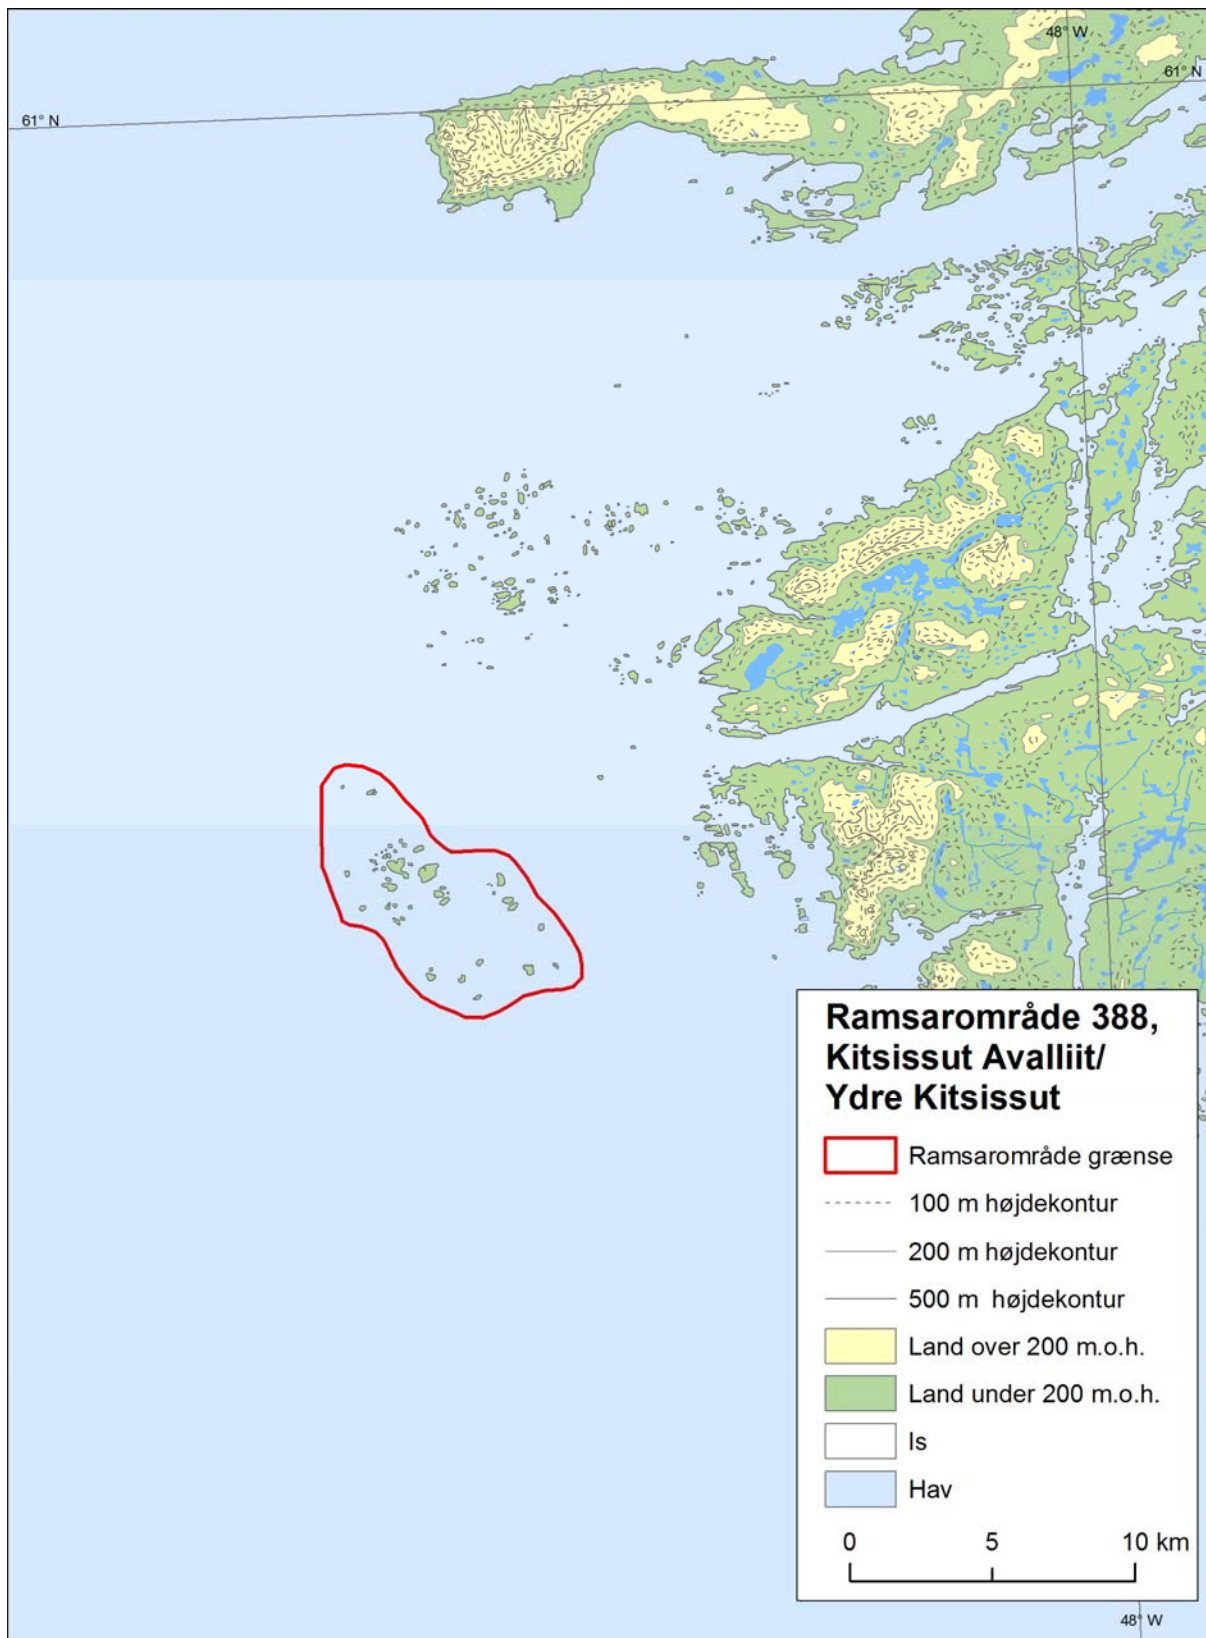 48° W
61° N
61° N
Ramsarområde 388,
Kitsissut Avalliit/
Ydre Kitsissut
Ramsarområde grænse
100 m højdekontur
200 m højdekontur
500 m højdekontur
Land over 200 m.o.h.
Land under 200 m.o.h.
Is
Hav
0 5 10 km
48° W